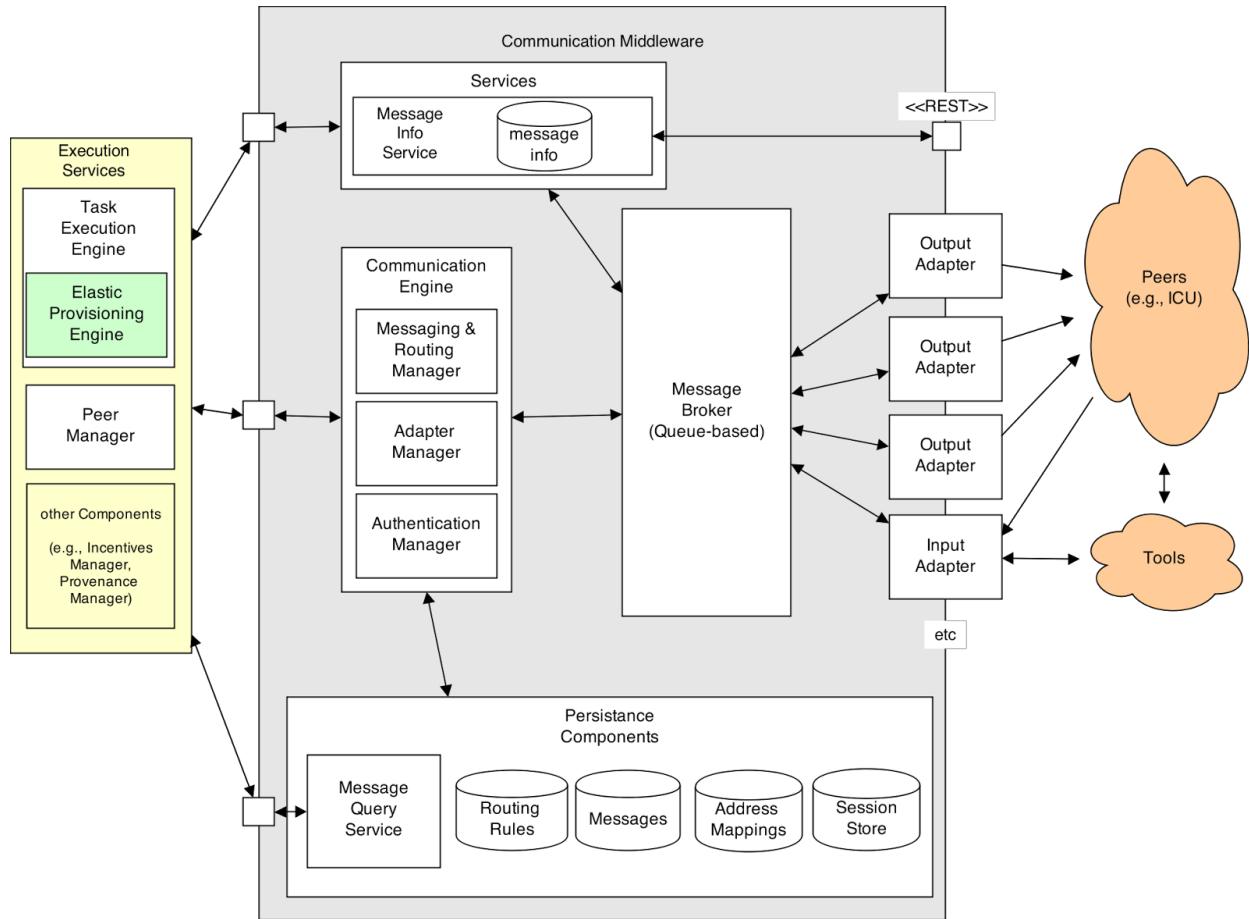 Communication Middleware
Services
Message
Info
Service
message
info
<<REST>>
Execution
Services
Task
Execution
Engine
Elastic
Provisioning
Engine
Peer
Manager
other Components
(e.g., Incentives
Manager,
Provenance
Manager)
Communication
Engine
Messaging &
Routing
Manager
Adapter
Manager
Authentication
Manager
Message
Broker
(Queue-based)
Output
Adapter
Output
Adapter
Output
Adapter
Input
Adapter
etc
Peers
(e.g., ICU)
Tools
Persistance
Components
Message
Query
Service
Routing
Rules
Messages
Address
Mappings
Session
Store